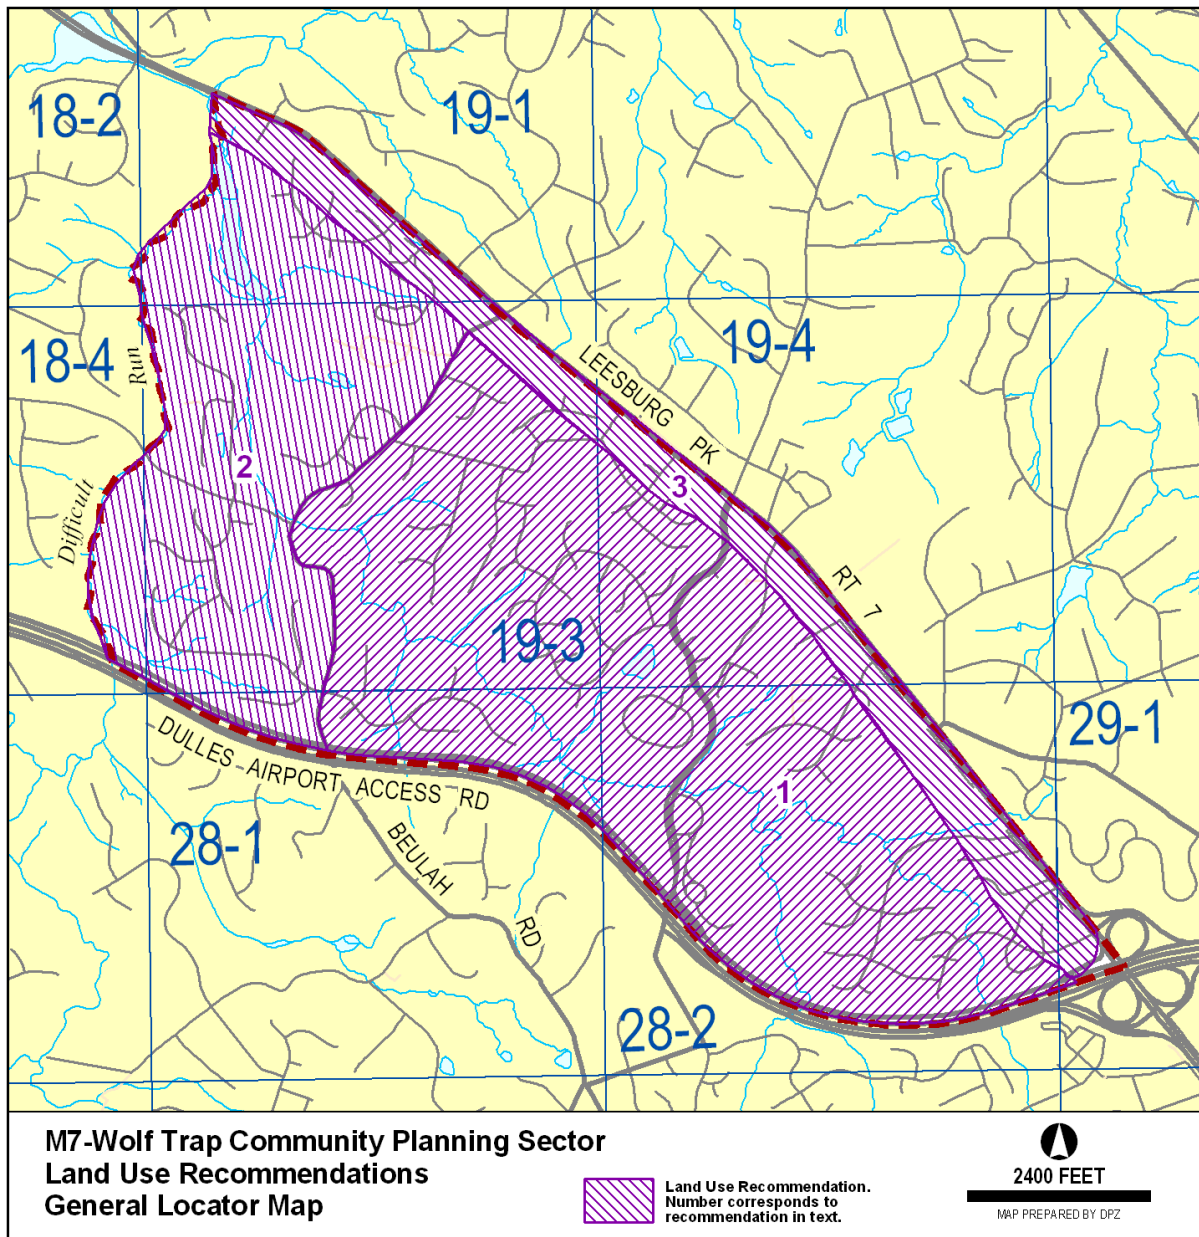 18-2
19-1
18-4
Run
19-4
LEESBURG PK
2
3
Difficult
RT 7
19-3
29-1
DULLES AIRPORT ACCESS RD
1
28-1
BEULAH RD
28-2
M7-Wolf Trap Community Planning Sector
Land Use Recommendations
General Locator Map
Land Use Recommendation.
Number corresponds to
recommendation in text.
2400 FEET
MAP PREPARED BY DPZ